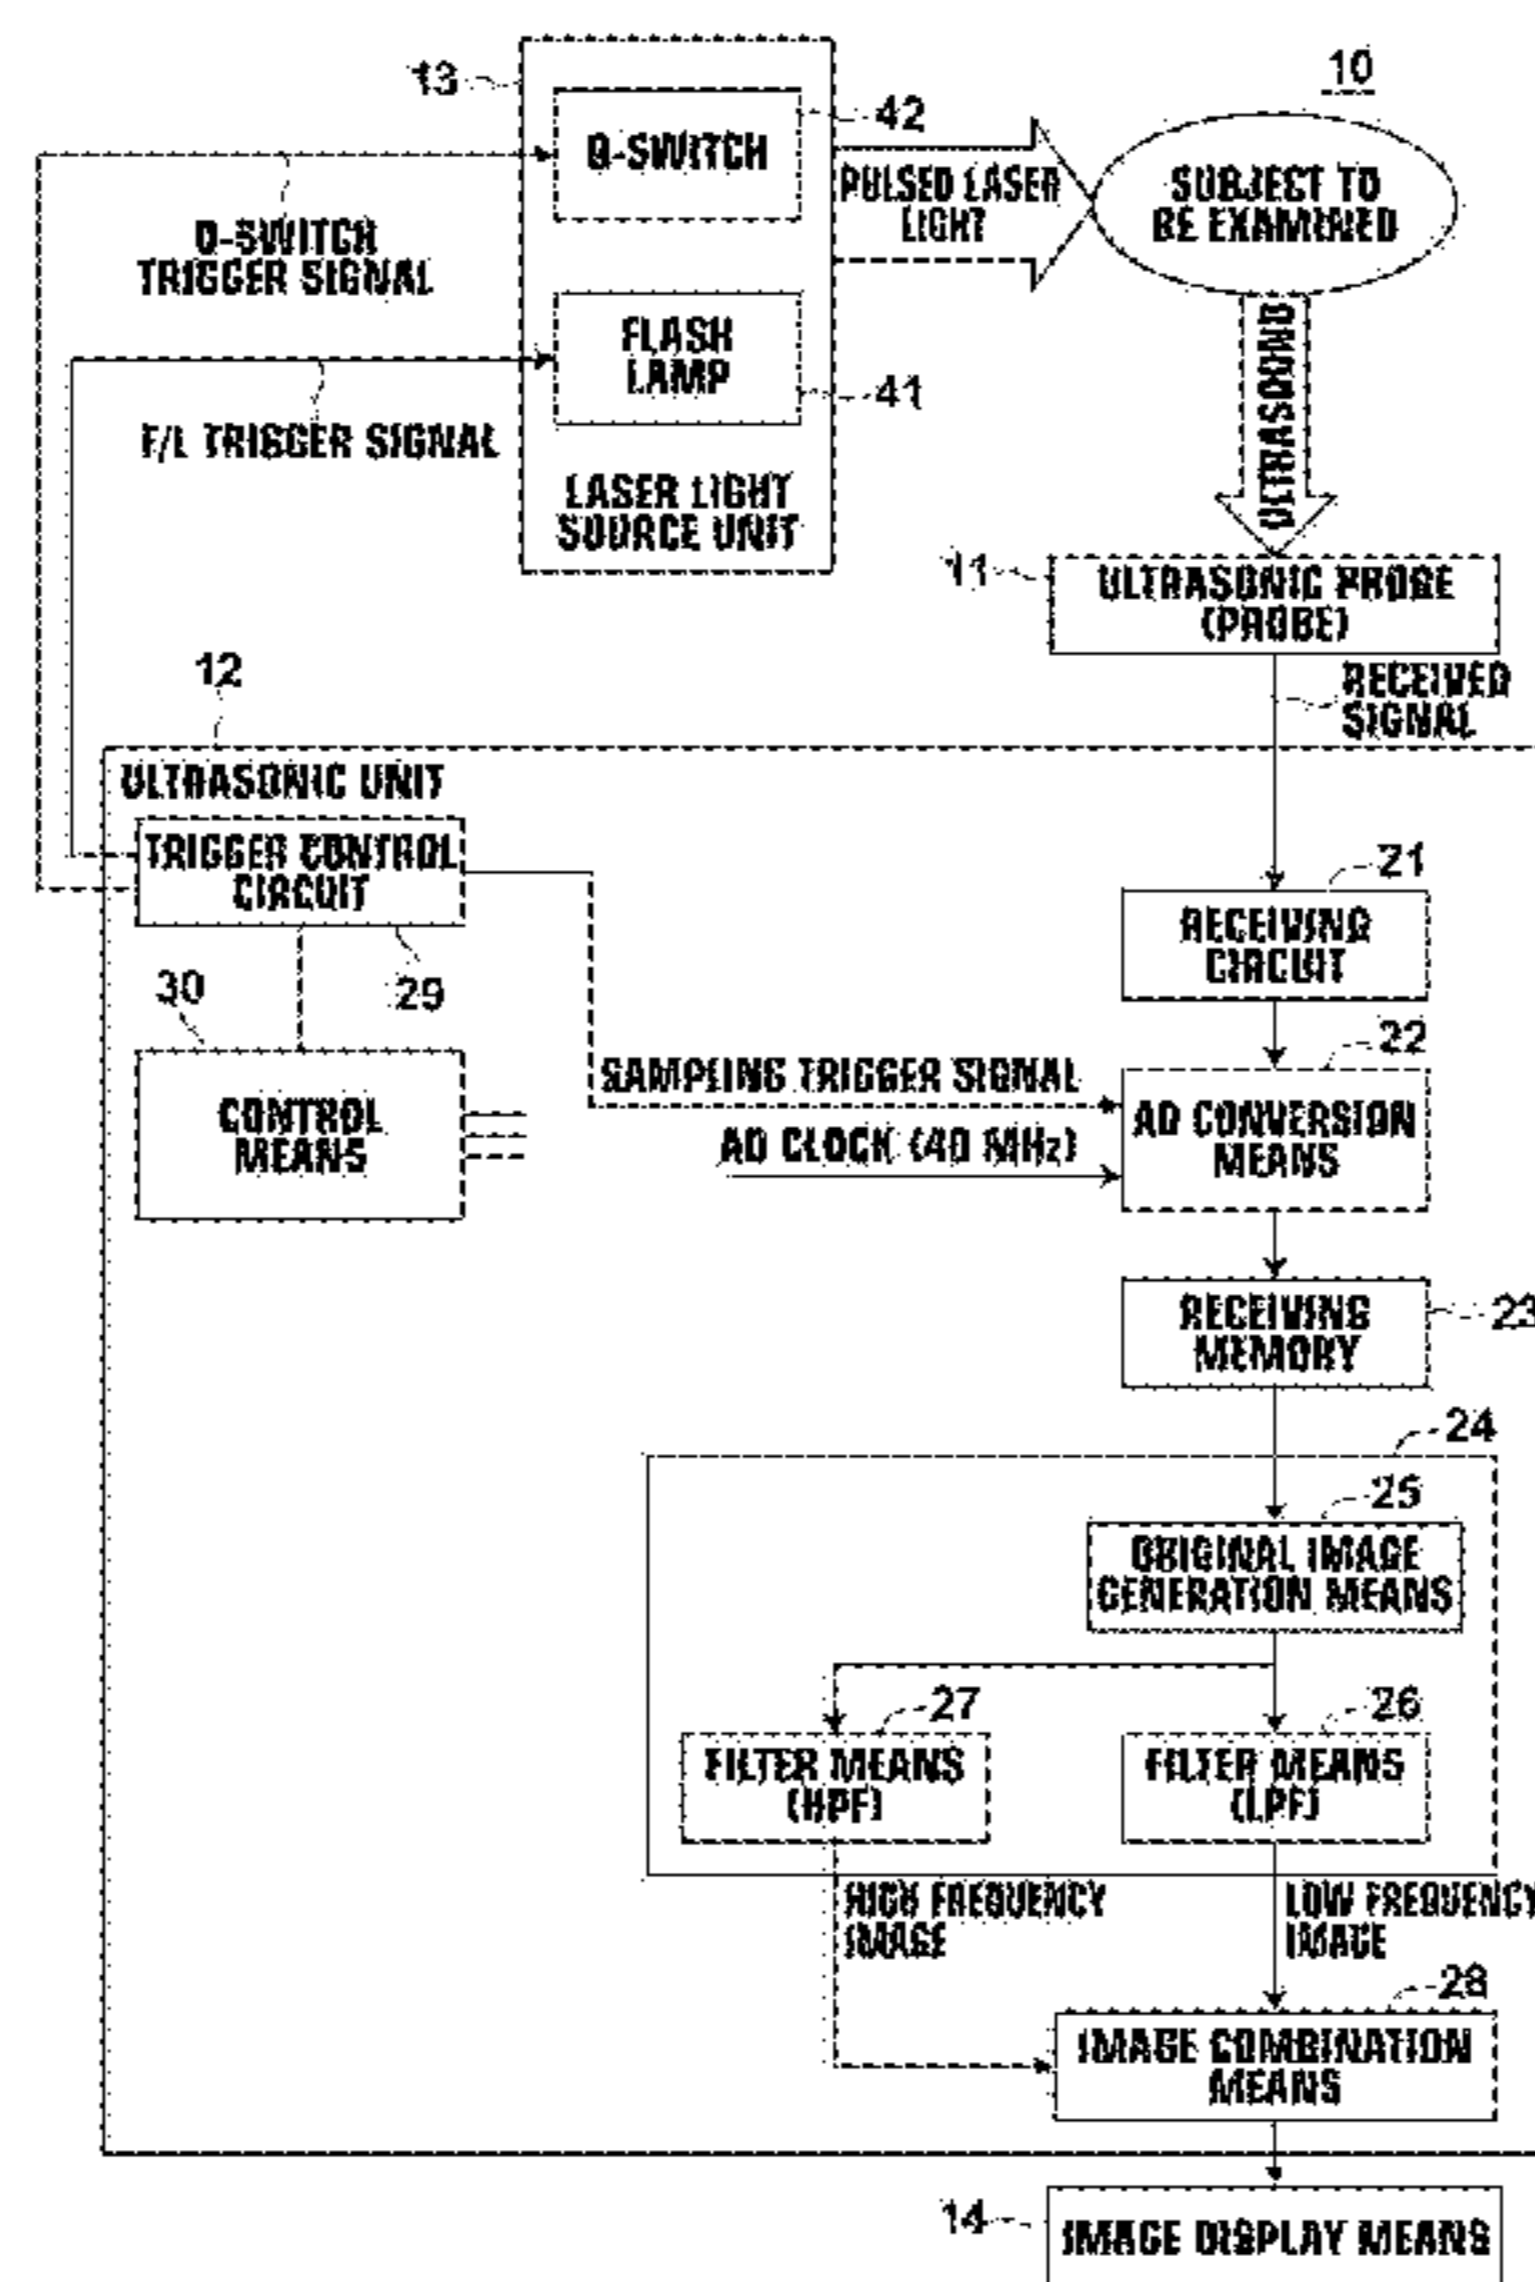 10
13
Q-SWITCH
42
PULSED LASER
LIGHT
SUBJECT TO
BE EXAMINED
Q-SWITCH
TRIGGER SIGNAL
FLASH
LAMP
41
ULTRASOUND
F/L TRIGGER SIGNAL
LASER LIGHT
SOURCE UNIT
11
ULTRASONIC PROBE
(PROBE)
RECEIVED
SIGNAL
12
ULTRASONIC UNIT
TRIGGER CONTROL
CIRCUIT
29
21
RECEIVING
CIRCUIT
30
CONTROL
MEANS
22
SAMPLING TRIGGER SIGNAL
AD CLOCK (40 MHz)
AD CONVERSION
MEANS
RECEIVING
MEMORY
23
24
25
ORIGINAL IMAGE
GENERATION MEANS
27
FILTER MEANS
(HPF)
26
FILTER MEANS
(LPF)
HIGH FREQUENCY
IMAGE
LOW FREQUENCY
IMAGE
28
IMAGE COMBINATION
MEANS
14
IMAGE DISPLAY MEANS